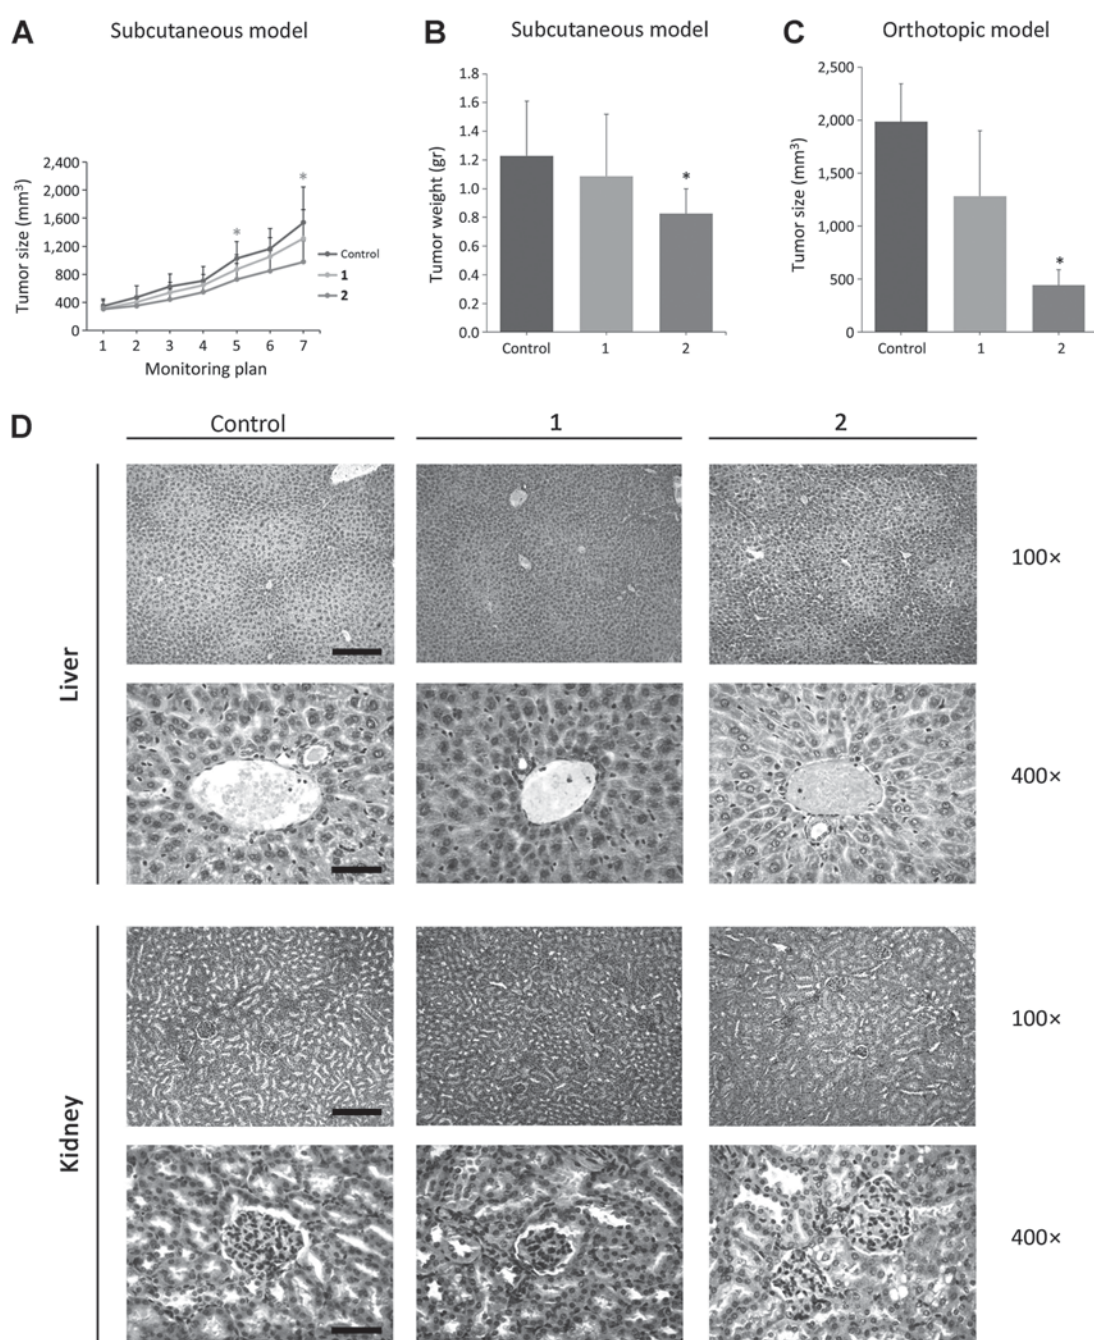 A
Subcutaneous model
Tumor size (mm³)
2,400
2,000
1,600
1,200
800
400
0
*
*
1 2 3 4 5 6 7
Monitoring plan
Control
1
2
B
Subcutaneous model
Tumor weight (gr)
1.8
1.6
1.4
1.2
1.0
0.8
0.6
0.4
0.2
0.0
*
Control 1 2
C
Orthotopic model
Tumor size (mm³)
2,500
2,000
1,500
1,000
500
0
*
Control 1 2
D
Control 1 2
Liver
100×
400×
Kidney
100×
400×